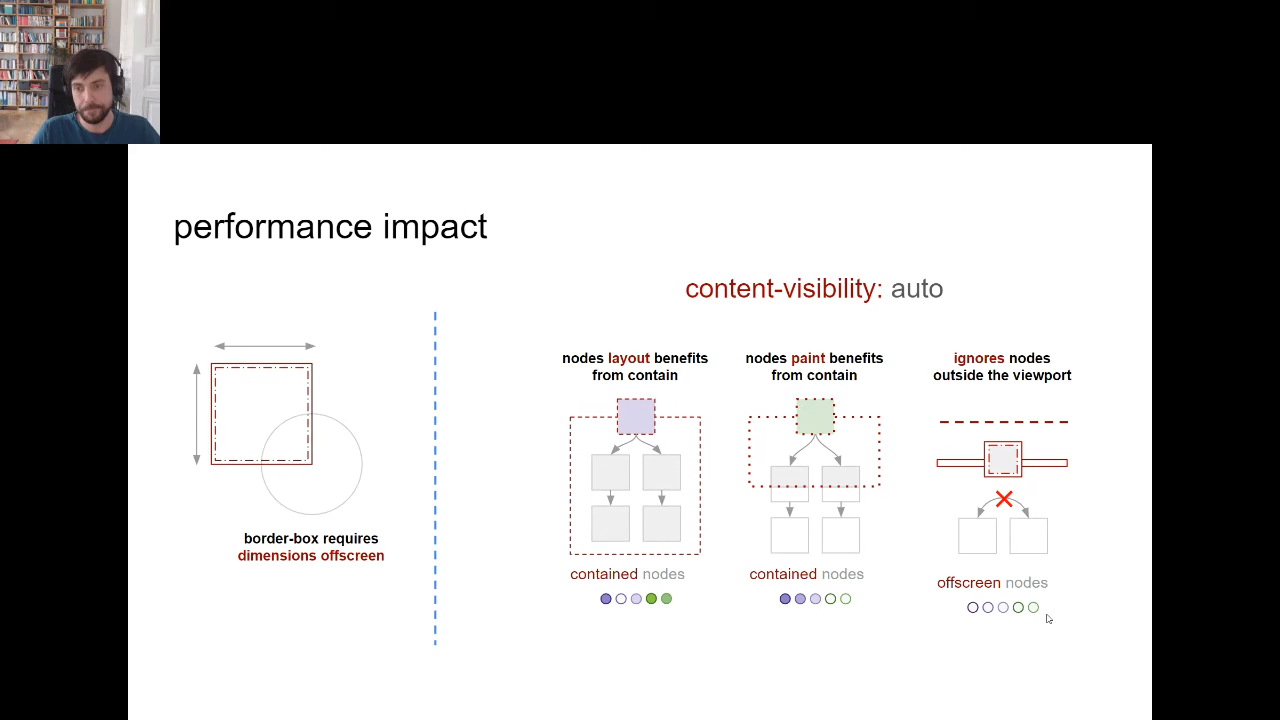 performance impact
content-visibility: auto
border-box requires
dimensions offscreen
nodes layout benefits
from contain
contained nodes
nodes paint benefits
from contain
contained nodes
ignores nodes
outside the viewport
offscreen nodes